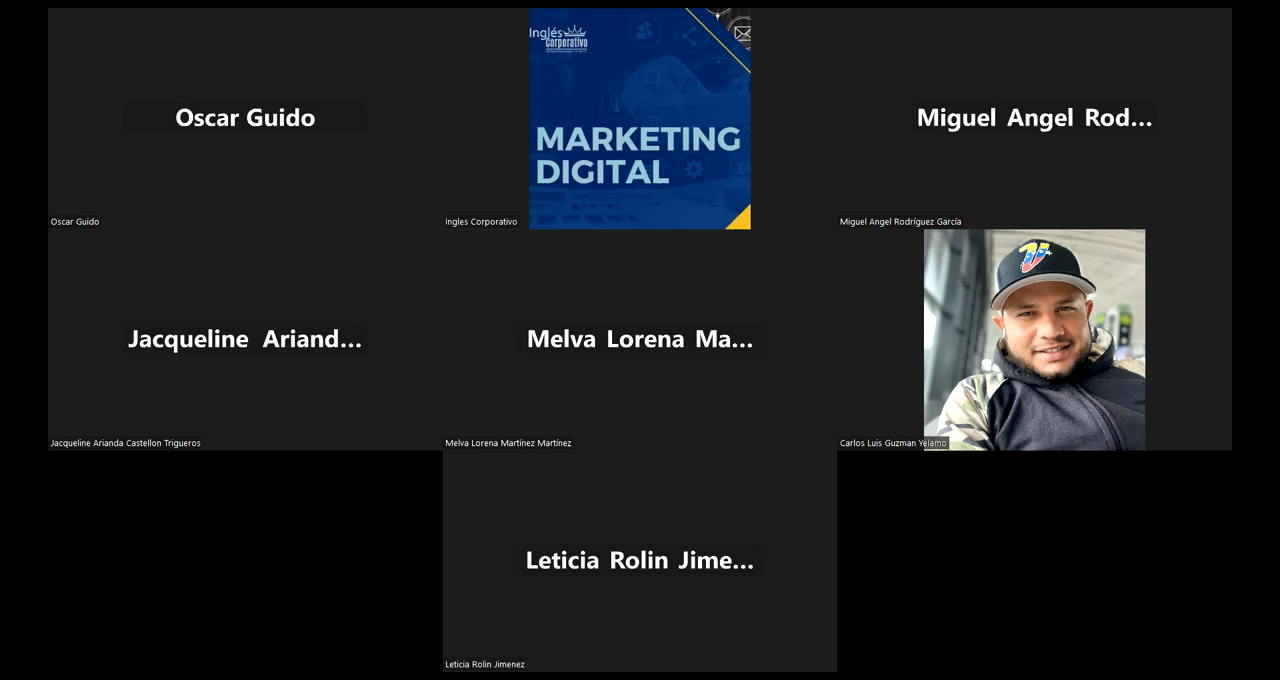 Oscar Guido
Oscar Guido
Inglés
Corporativo
MARKETING
DIGITAL
Ingles Corporativo
Miguel Angel Rod...
Miguel Angel Rodríguez García
Jacqueline Ariand...
Jacqueline Arianda Castellon Trigueros
Melva Lorena Ma...
Melva Lorena Martínez Martínez
Carlos Luis Guzman Yelamo
Leticia Rolin Jime...
Leticia Rolin Jimenez